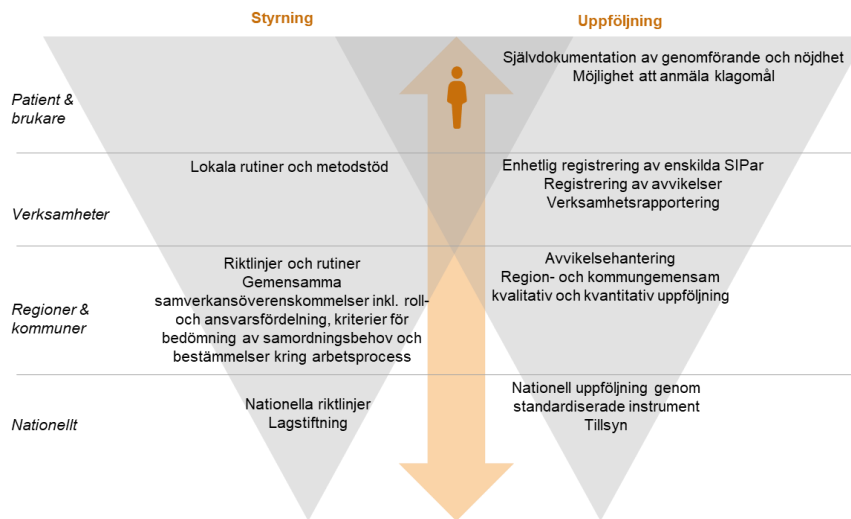 Styrning
Uppföljning
Patient &
brukare
Självdokumentation av genomförande och nöjdhet
Möjlighet att anmäla klagomål
Verksamheter
Lokala rutiner och metodstöd
Enhetlig registrering av enskilda SIPar
Registrering av avvikelser
Verksamhetsrapportering
Regioner &
kommuner
Riktlinjer och rutiner
Gemensamma
samverkansöverenskommelser inkl. roll-
och ansvarsfördelning, kriterier för
bedömning av samordningsbehov och
bestämmelser kring arbetsprocess
Avvikelsehantering
Region- och kommungemensam
kvalitativ och kvantitativ uppföljning
Nationellt
Nationella riktlinjer
Lagstiftning
Nationell uppföljning genom
standardiserade instrument
Tillsyn